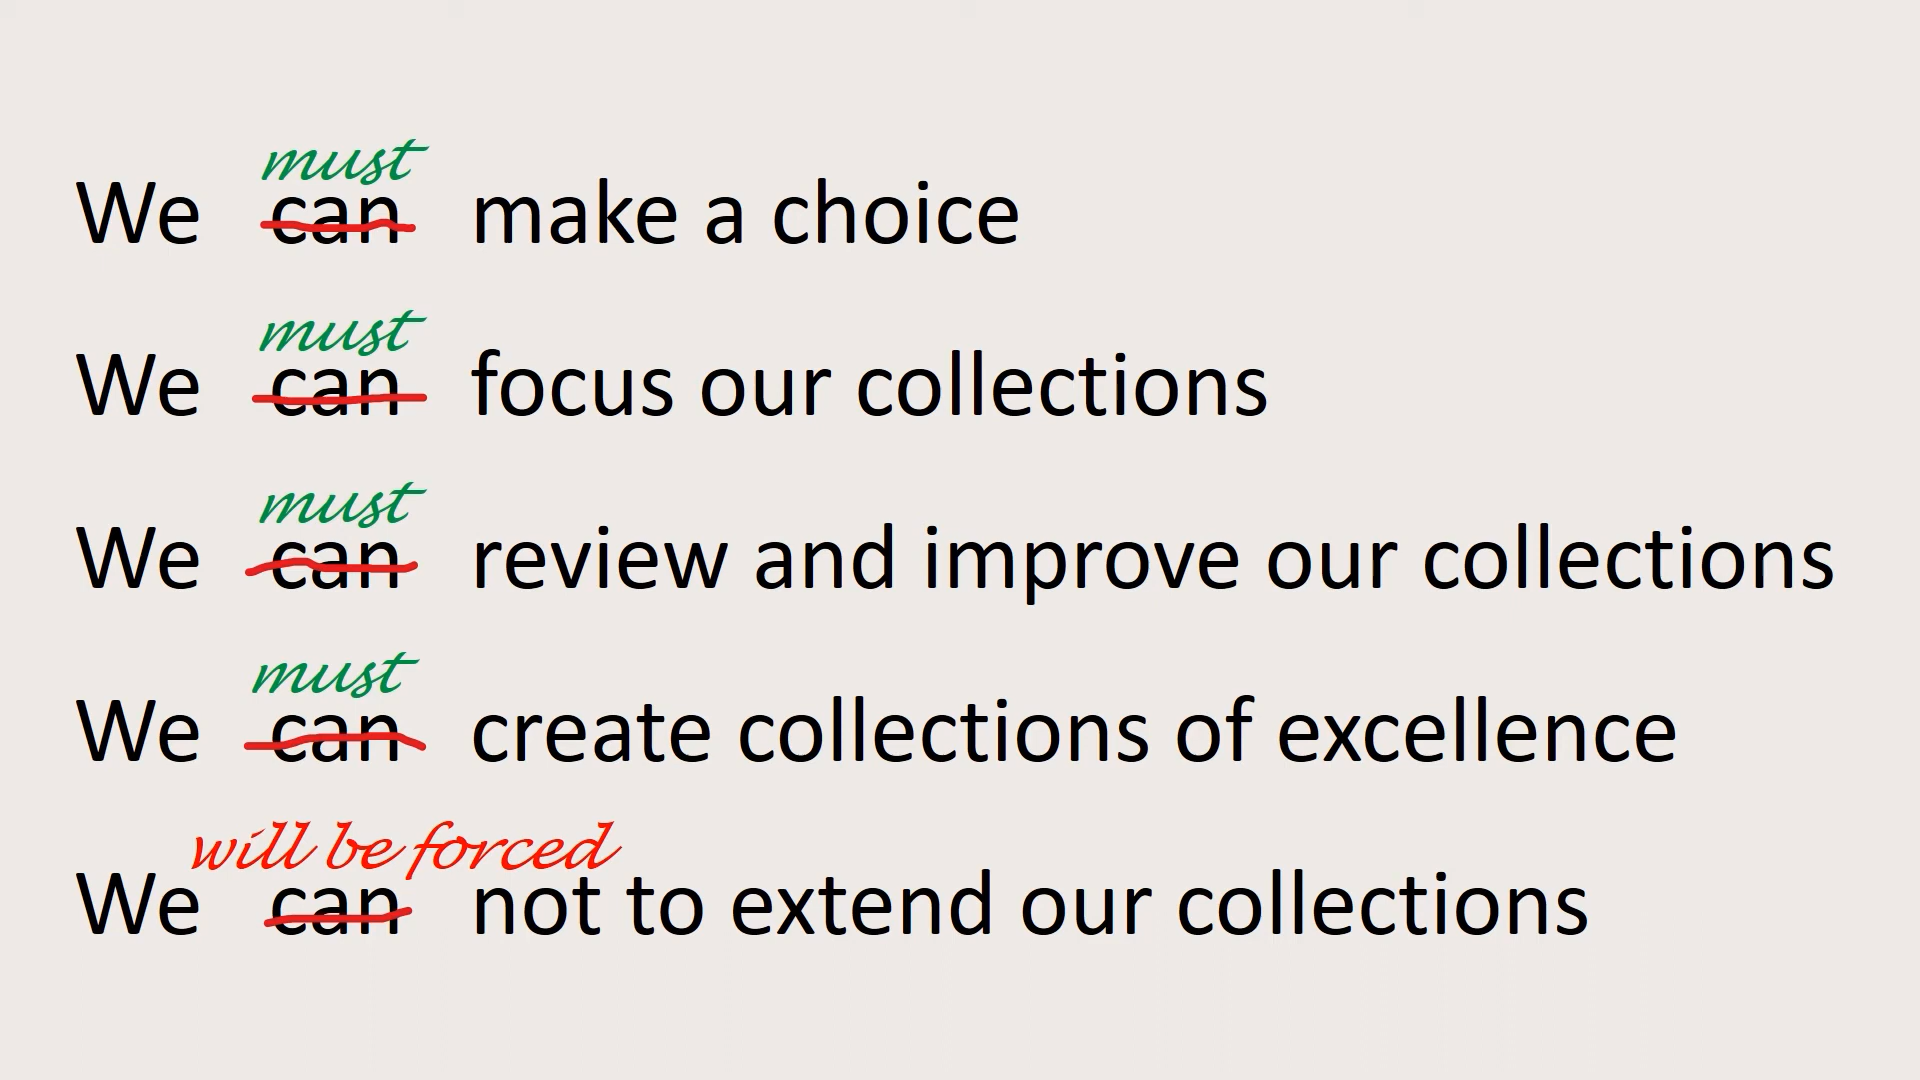 must
We can make a choice
must
We can focus our collections
must
We can review and improve our collections
must
We can create collections of excellence
will be forced
We can not to extend our collections